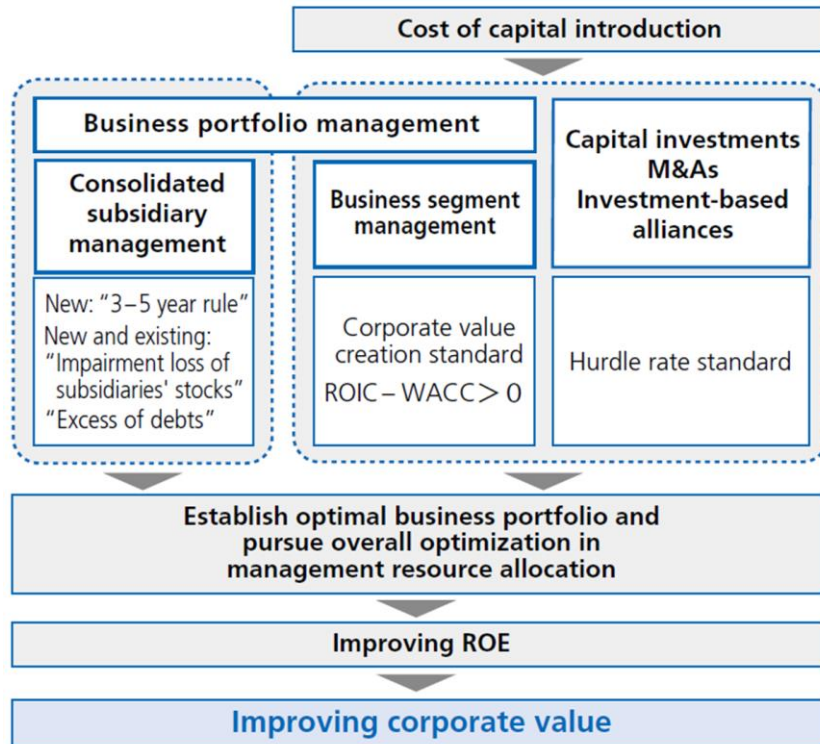 Cost of capital introduction
Business portfolio management
Consolidated
subsidiary
management
New: “3–5 year rule”
New and existing:
“Impairment loss of
subsidiaries' stocks”
“Excess of debts”
Business segment
management
Corporate value
creation standard
ROIC – WACC > 0
Capital investments
M&As
Investment-based
alliances
Hurdle rate standard
Establish optimal business portfolio and
pursue overall optimization in
management resource allocation
Improving ROE
Improving corporate value